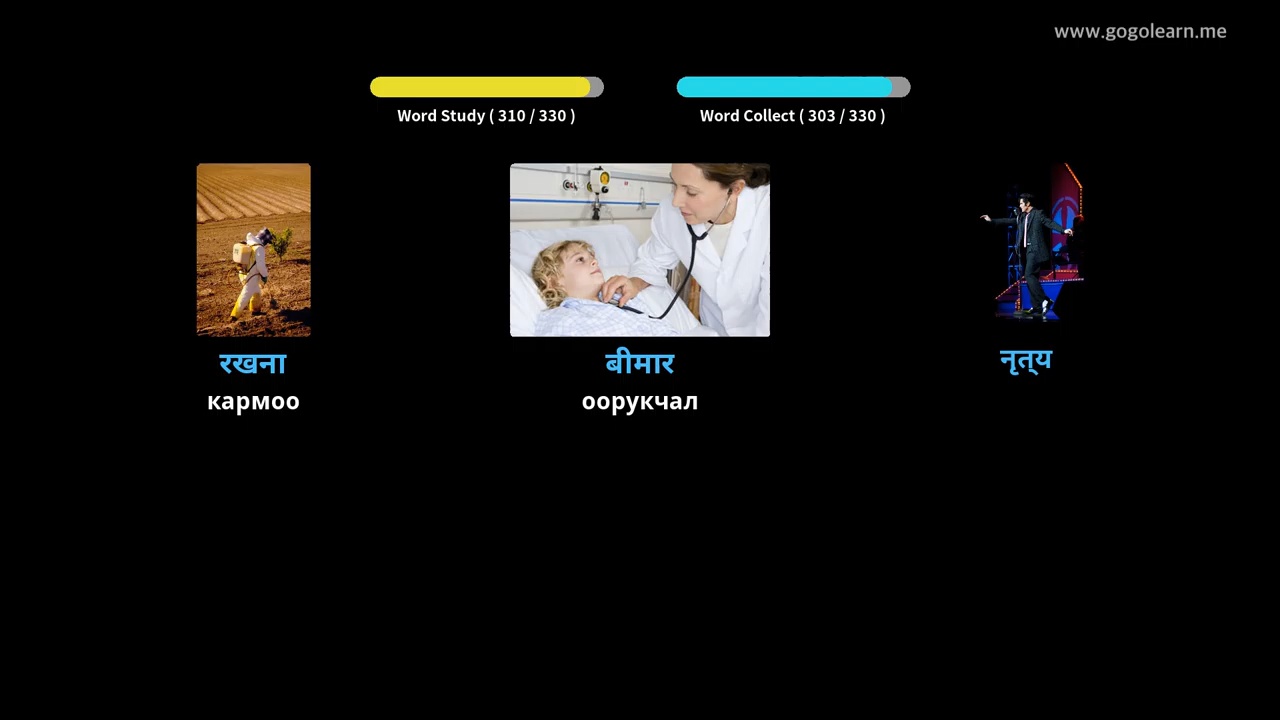 www.gogolearn.me
Word Study ( 310 / 330 )
Word Collect ( 303 / 330 )
रखना
кармоо
बीमार
оорукчал
नृत्य